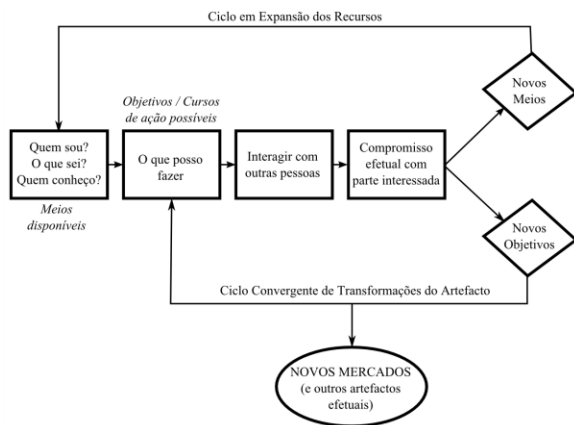 Ciclo em Expansão dos Recursos
Novos
Meios
Objetivos / Cursos
de ação possíveis
Quem sou?
O que sei?
Quem conheço?
O que posso
fazer
Interagir com
outras pessoas
Compromisso
efetual com
parte interessada
Meios
disponíveis
Novos
Objetivos
Ciclo Convergente de Transformações do Artefacto
NOVOS MERCADOS
(e outros artefactos
efetuais)